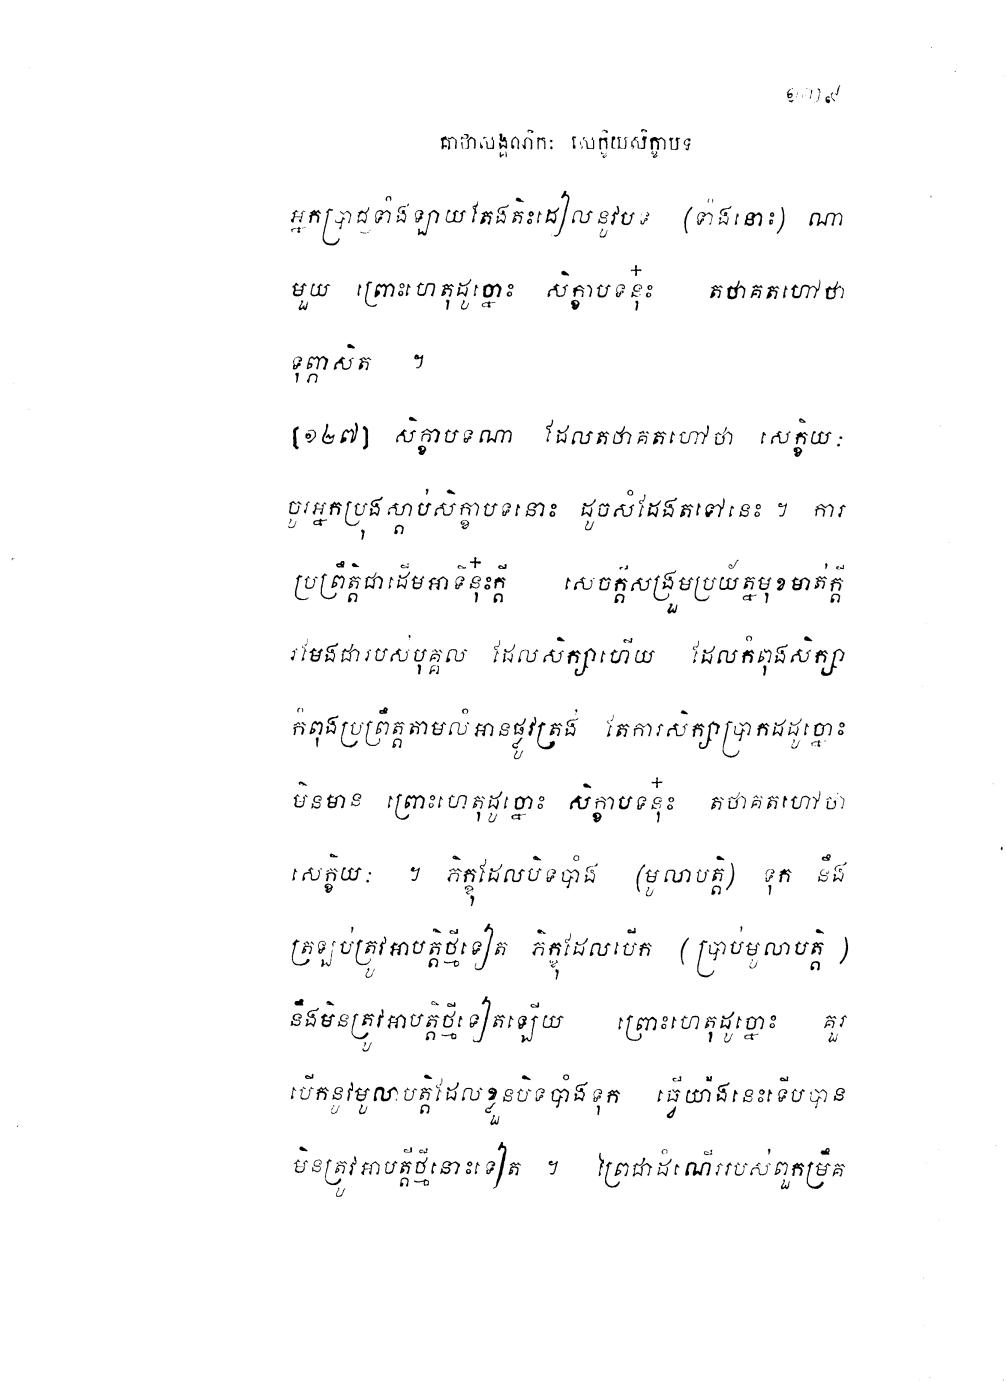 គាថាសង្គណិកៈ សេក្ខិយសិក្ខាបទ
អ្នកប្រាជ្ញទាំងឡាយតែងតិះដៀលនូវបទ (ទាំងនោះ) ណា
មួយ ព្រោះហេតុដូច្នោះ សិក្ខាបទនុ៎ះ តថាគតហៅថា
ទុព្ភាសិត ។
[១២៧] សិក្ខាបទណា ដែលតថាគតហៅថា សេក្ខិយៈ
ចូរអ្នកប្រុងស្តាប់សិក្ខាបទនោះ ដូចសំដែងតទៅនេះ ។ ការ
ប្រព្រឹត្តិជាដើមអាទិនុ៎ះក្តី សេចក្តីសង្រួមប្រយ័ត្នមុខមាត់ក្តី
រមែងជារបស់បុគ្គល ដែលសិក្សាហើយ ដែលកំពុងសិក្សា
កំពុងប្រព្រឹត្តតាមលំអានផ្លូវត្រង់ តែការសិក្សាប្រាកដដូច្នោះ
មិនមាន ព្រោះហេតុដូច្នោះ សិក្ខាបទនុ៎ះ តថាគតហៅថា
សេក្ខិយៈ ។ ភិក្ខុដែលបិទបាំង (មូលាបត្តិ) ទុក នឹង
ត្រឡប់ត្រូវអាបត្តិថ្មីទៀត ភិក្ខុដែលបើក (ប្រាប់មូលាបត្តិ)
នឹងមិនត្រូវអាបត្តិថ្មីទៀតឡើយ ព្រោះហេតុដូច្នោះ គួរ
បើកនូវមូលាបត្តិដែលខ្លួនបិទបាំងទុក ធ្វើយ៉ាងនេះទើបបាន
មិនត្រូវអាបត្តិថ្មីនោះទៀត ។ ព្រៃជាដំណើររបស់ពួកម្រឹគ